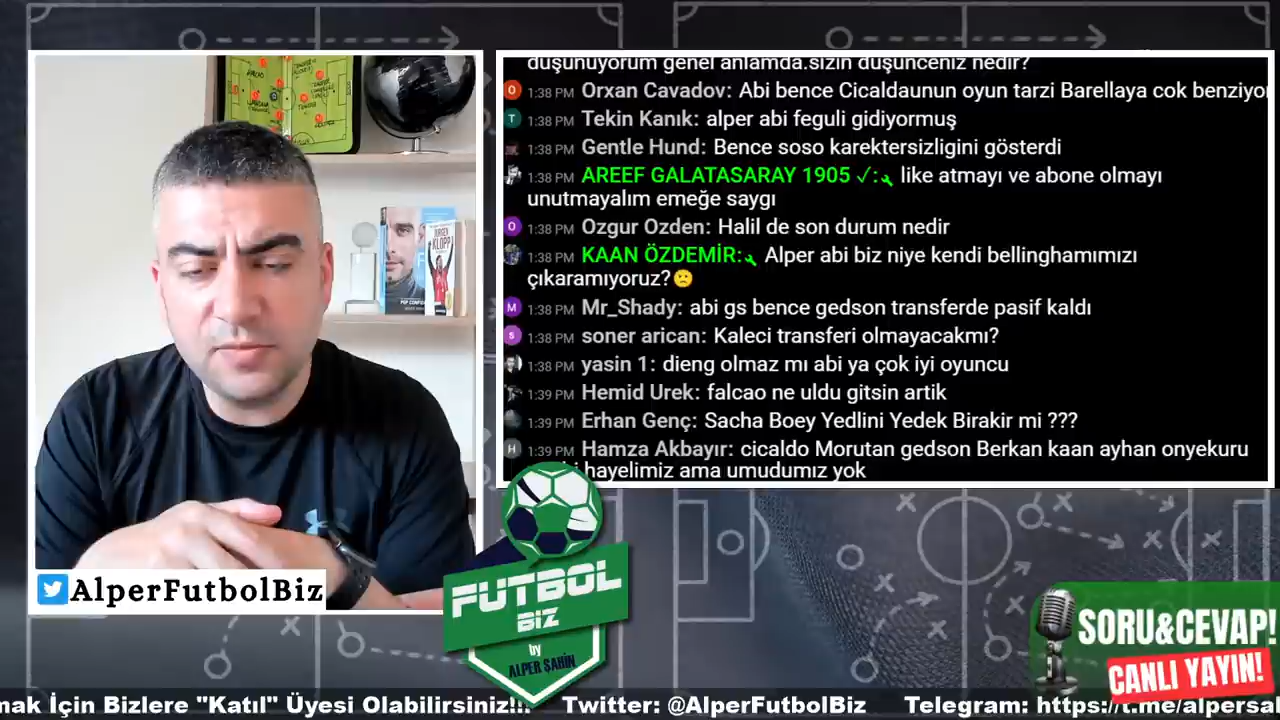 düşünüyorum genel anlamda.sizin düşünceniz nedir?
O 1:38 PM Orxan Cavadov: Abi bence Cicaldaunun oyun tarzi Barellaya cok benziyor
T 1:38 PM Tekin Kanık: alper abi feguli gidiyormuş
1:38 PM Gentle Hund: Bence soso karektersizligini gösterdi
1:38 PM AREEF GALATASARAY 1905 ✓: like atmayı ve abone olmayı
unutmayalım emeğe saygı
O 1:38 PM Ozgur Ozden: Halil de son durum nedir
1:38 PM KAAN ÖZDEMİR: Alper abi biz niye kendi bellinghamımızı
çıkaramıyoruz?🙁
M 1:38 PM Mr_Shady: abi gs bence gedson transferde pasif kaldı
s 1:38 PM soner arican: Kaleci transferi olmayacakmı?
1:38 PM yasin 1: dieng olmaz mı abi ya çok iyi oyuncu
1:39 PM Hemid Urek: falcao ne uldu gitsin artik
1:39 PM Erhan Genç: Sacha Boey Yedlini Yedek Birakir mi ???
H 1:39 PM Hamza Akbayır: cicaldo Morutan gedson Berkan kaan ayhan onyekuru
hayelimiz ama umudumuz yok
JÜRGEN
KLOPP
POP CONFIDENCIAL
AlperFutbolBiz
FUTBOL
BİZ
by
ALPER ŞAHİN
SORU&CEVAP!
CANLI YAYIN!
mak İçin Bizlere "Katıl" Üyesi Olabilirsiniz!!! Twitter: @AlperFutbolBiz Telegram: https://t.me/alpersa